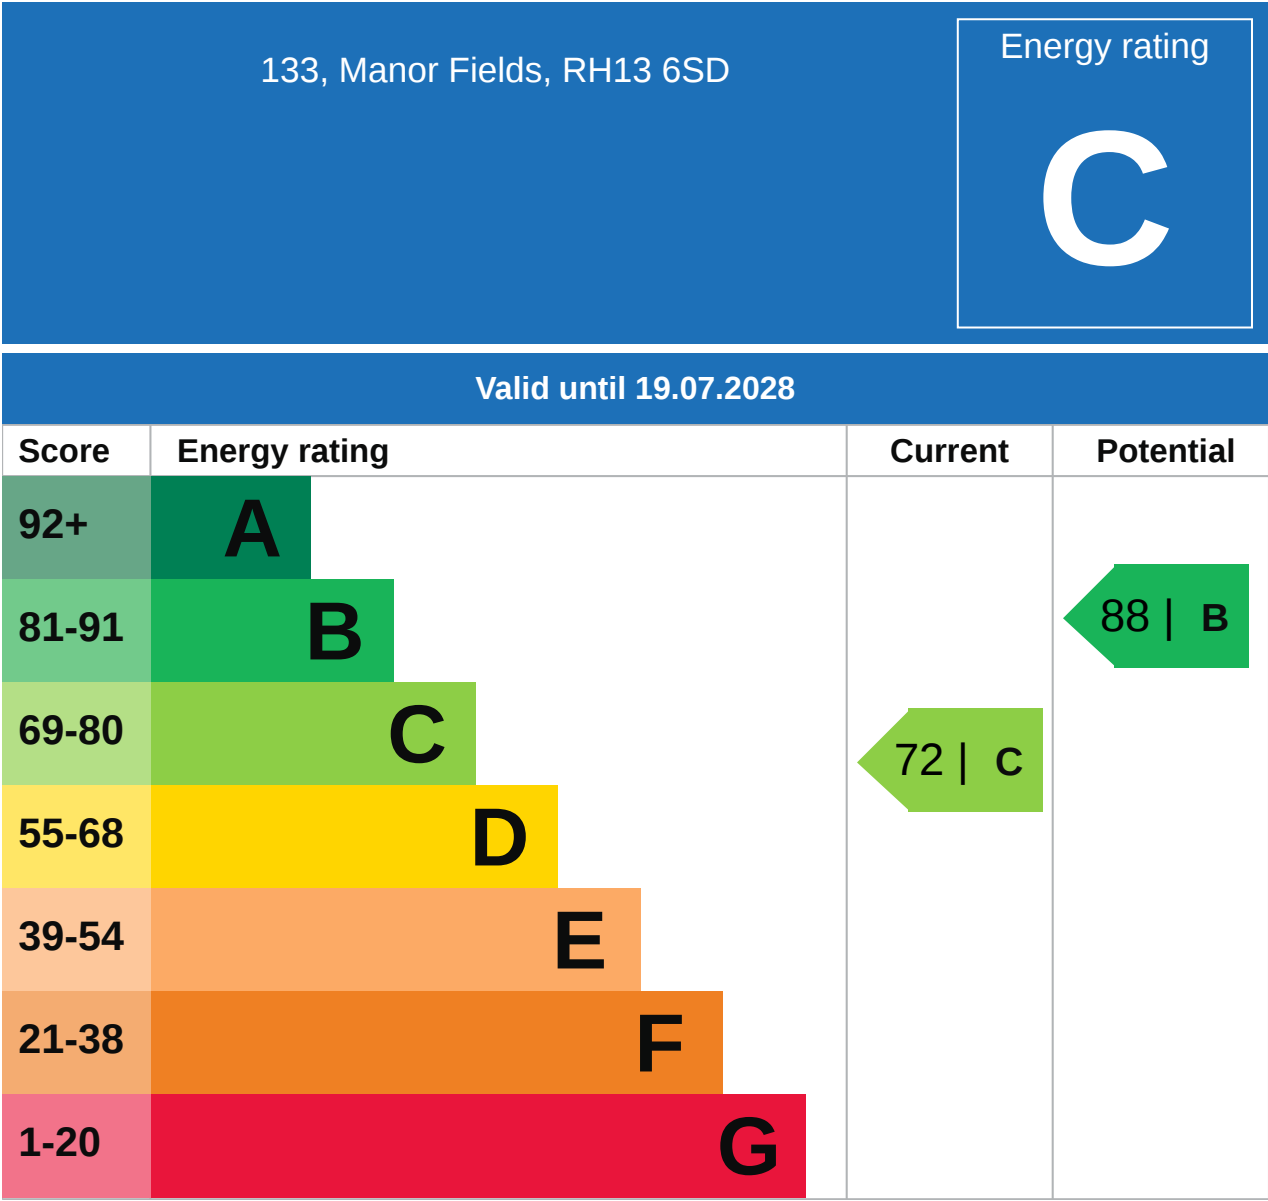 133, Manor Fields, RH13 6SD
Energy rating
C
Valid until 19.07.2028
Score Energy rating Current Potential
92+ A
81-91 B 88 | B
69-80 C 72 | C
55-68 D
39-54 E
21-38 F
1-20 G